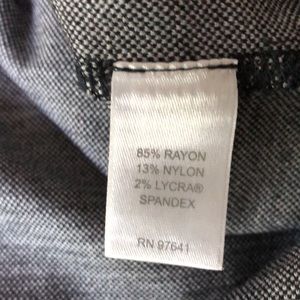 85% RAYON
13% NYLON
2% LYCRA®
SPANDEX
RN 97641